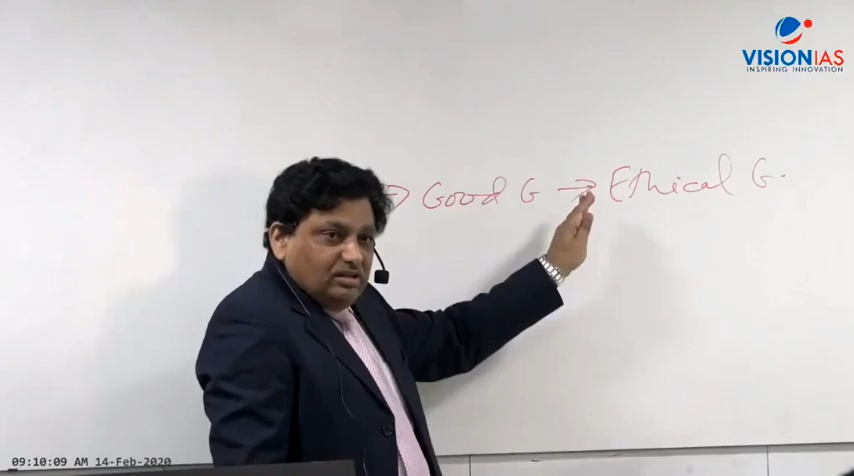 VISIONIAS
INSPIRING INNOVATION
→ Good G → Ethical G.
09:10:09 AM 14-Feb-2020